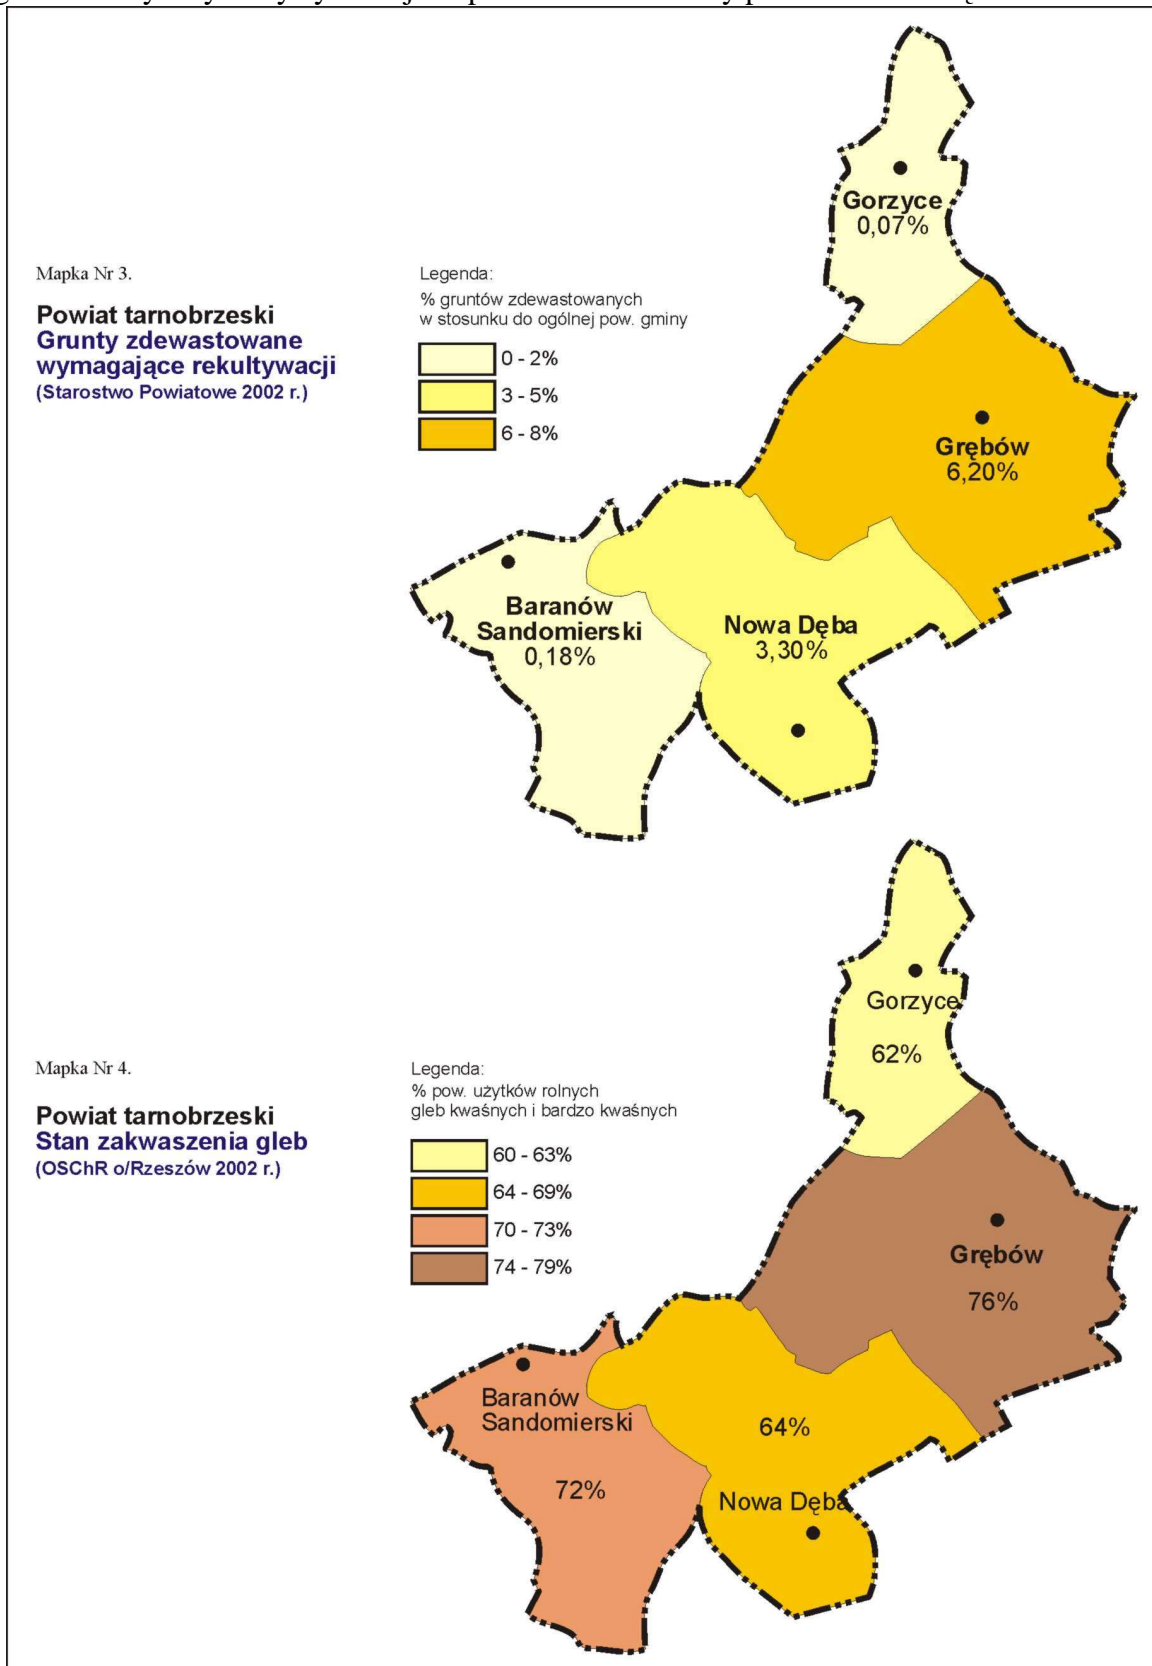 Mapka Nr 3.
Powiat tarnobrzeski
Grunty zdewastowane
wymagające rekultywacji
(Starostwo Powiatowe 2002 r.)
Legenda:
% gruntów zdewastowanych
w stosunku do ogólnej pow. gminy
0 - 2%
3 - 5%
6 - 8%
Gorzyce
0,07%
Grębów
6,20%
Baranów
Sandomierski
0,18%
Nowa Dęba
3,30%
Mapka Nr 4.
Powiat tarnobrzeski
Stan zakwaszenia gleb
(OSChR o/Rzeszów 2002 r.)
Legenda:
% pow. użytków rolnych
gleb kwaśnych i bardzo kwaśnych
60 - 63%
64 - 69%
70 - 73%
74 - 79%
Gorzyce
62%
Grębów
76%
Baranów
Sandomierski
72%
64%
Nowa Dęba